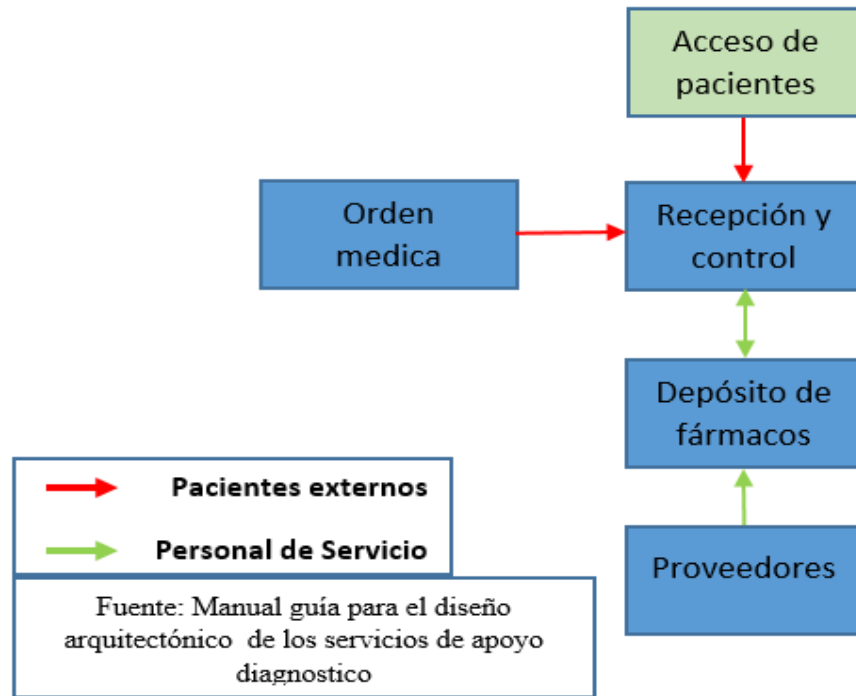 Acceso de
pacientes
Orden
medica
Recepción y
control
Depósito de
fármacos
Proveedores
Pacientes externos
Personal de Servicio
Fuente: Manual guía para el diseño
arquitectónico de los servicios de apoyo
diagnostico